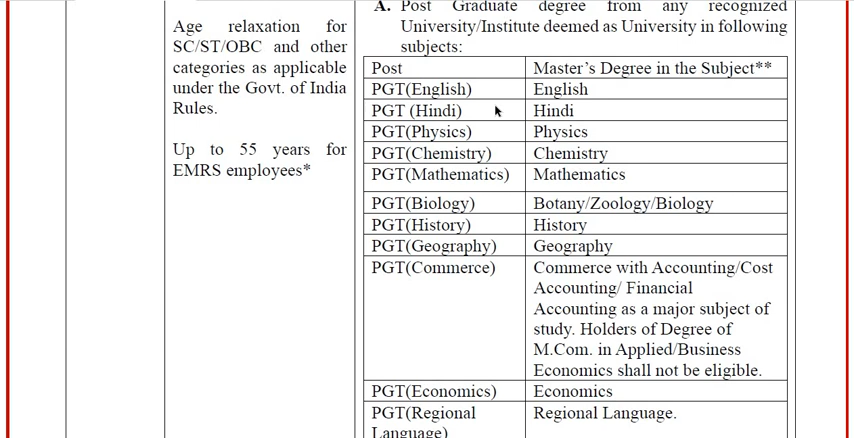 Age relaxation for
SC/ST/OBC and other
categories as applicable
under the Govt. of India
Rules.
Up to 55 years for
EMRS employees*
A. Post Graduate degree from any recognized
University/Institute deemed as University in following
subjects:
Post Master’s Degree in the Subject**
PGT(English) English
PGT (Hindi) Hindi
PGT(Physics) Physics
PGT(Chemistry) Chemistry
PGT(Mathematics) Mathematics
PGT(Biology) Botany/Zoology/Biology
PGT(History) History
PGT(Geography) Geography
PGT(Commerce) Commerce with Accounting/Cost
Accounting/ Financial
Accounting as a major subject of
study. Holders of Degree of
M.Com. in Applied/Business
Economics shall not be eligible.
PGT(Economics) Economics
PGT(Regional Regional Language.
Language)